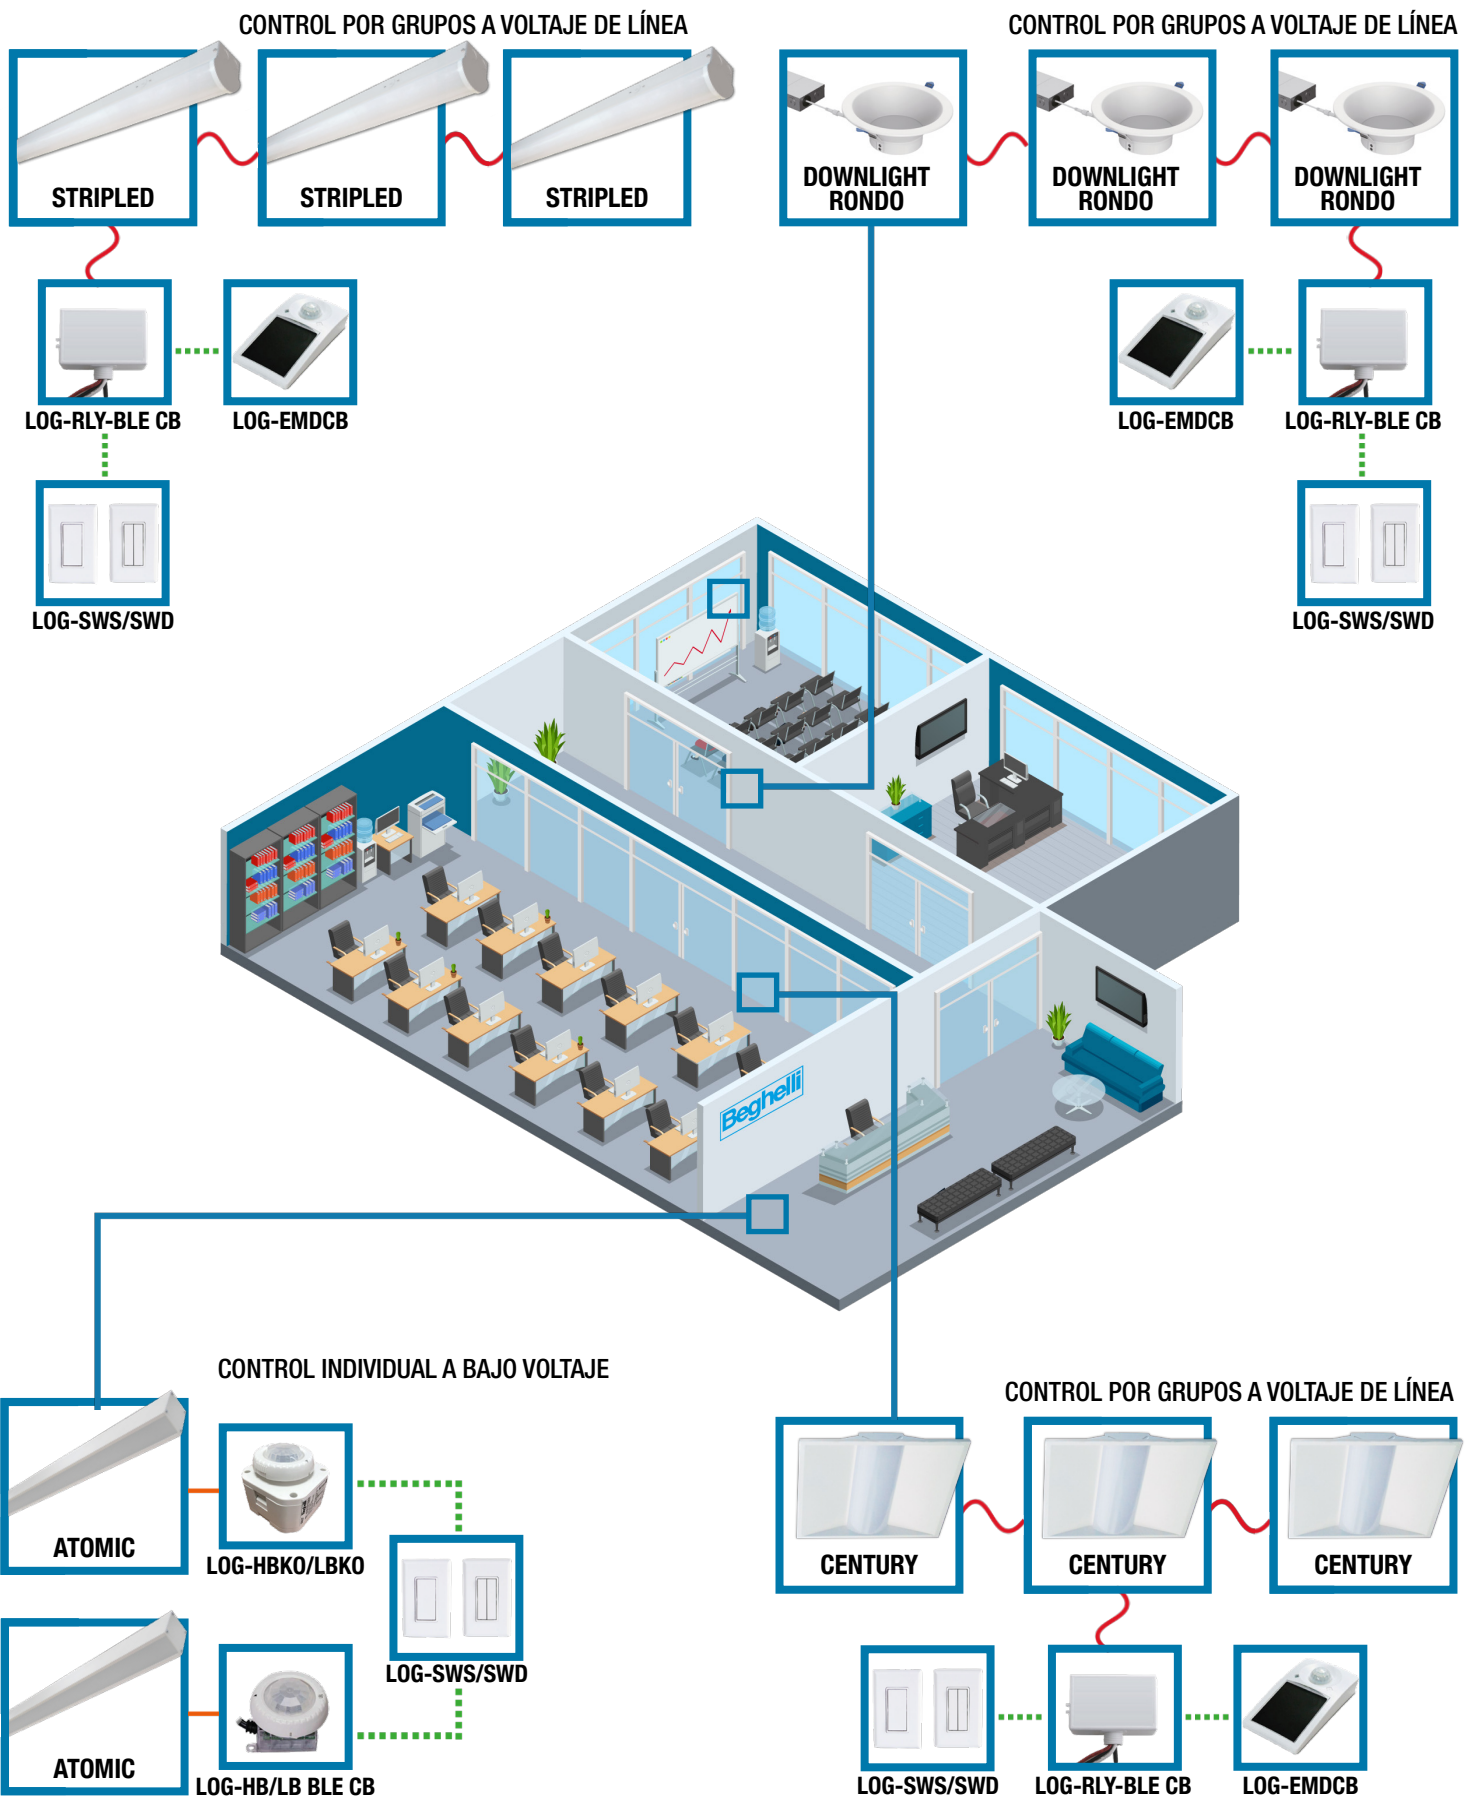 CONTROL POR GRUPOS A VOLTAJE DE LÍNEA
STRIPLED
STRIPLED
STRIPLED
LOG-RLY-BLE CB
LOG-EMDCB
LOG-SWS/SWD
CONTROL POR GRUPOS A VOLTAJE DE LÍNEA
DOWNLIGHT
RONDO
DOWNLIGHT
RONDO
DOWNLIGHT
RONDO
LOG-EMDCB
LOG-RLY-BLE CB
LOG-SWS/SWD
Beghelli
CONTROL INDIVIDUAL A BAJO VOLTAJE
ATOMIC
LOG-HBKO/LBKO
LOG-SWS/SWD
ATOMIC
LOG-HB/LB BLE CB
CONTROL POR GRUPOS A VOLTAJE DE LÍNEA
CENTURY
CENTURY
CENTURY
LOG-SWS/SWD
LOG-RLY-BLE CB
LOG-EMDCB